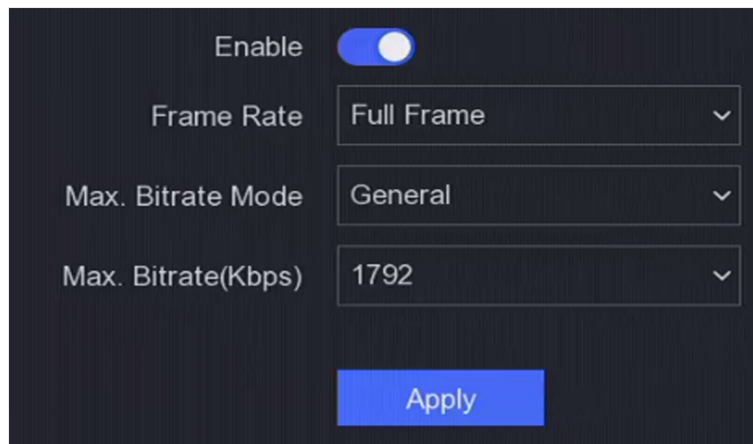 Enable
Frame Rate Full Frame
Max. Bitrate Mode General
Max. Bitrate(Kbps) 1792
Apply